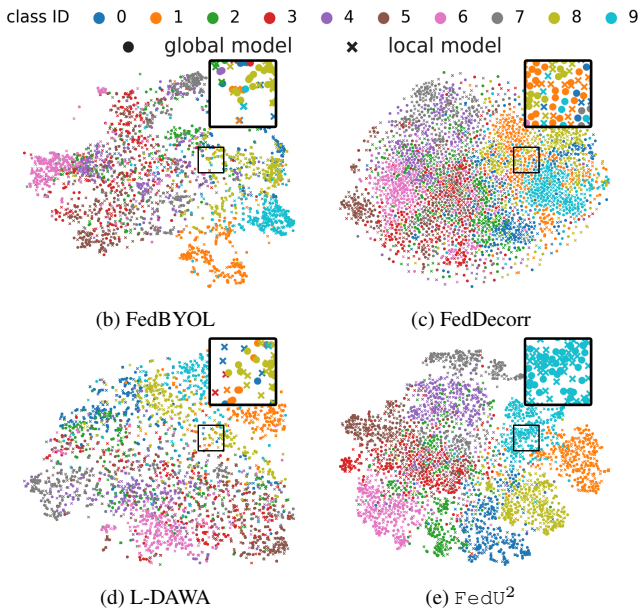 class ID 0 1 2 3 4 5 6 7 8 9
global model local model
(b) FedBYOL (c) FedDecorr
(d) L-DAWA (e) FedU²